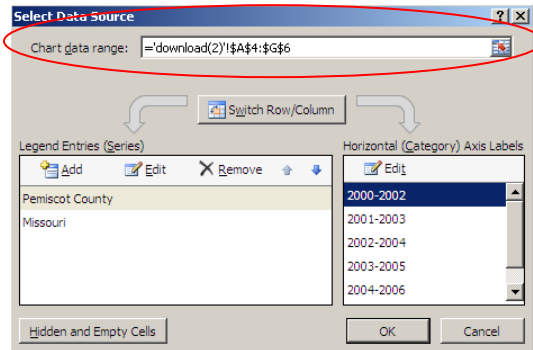 Select Data Source
Chart data range: ='download(2)'!$A$4:$G$6
Switch Row/Column
Legend Entries (Series)
Add Edit Remove
Pemiscot County
Missouri
Horizontal (Category) Axis Labels
Edit
2000-2002
2001-2003
2002-2004
2003-2005
2004-2006
Hidden and Empty Cells
OK Cancel